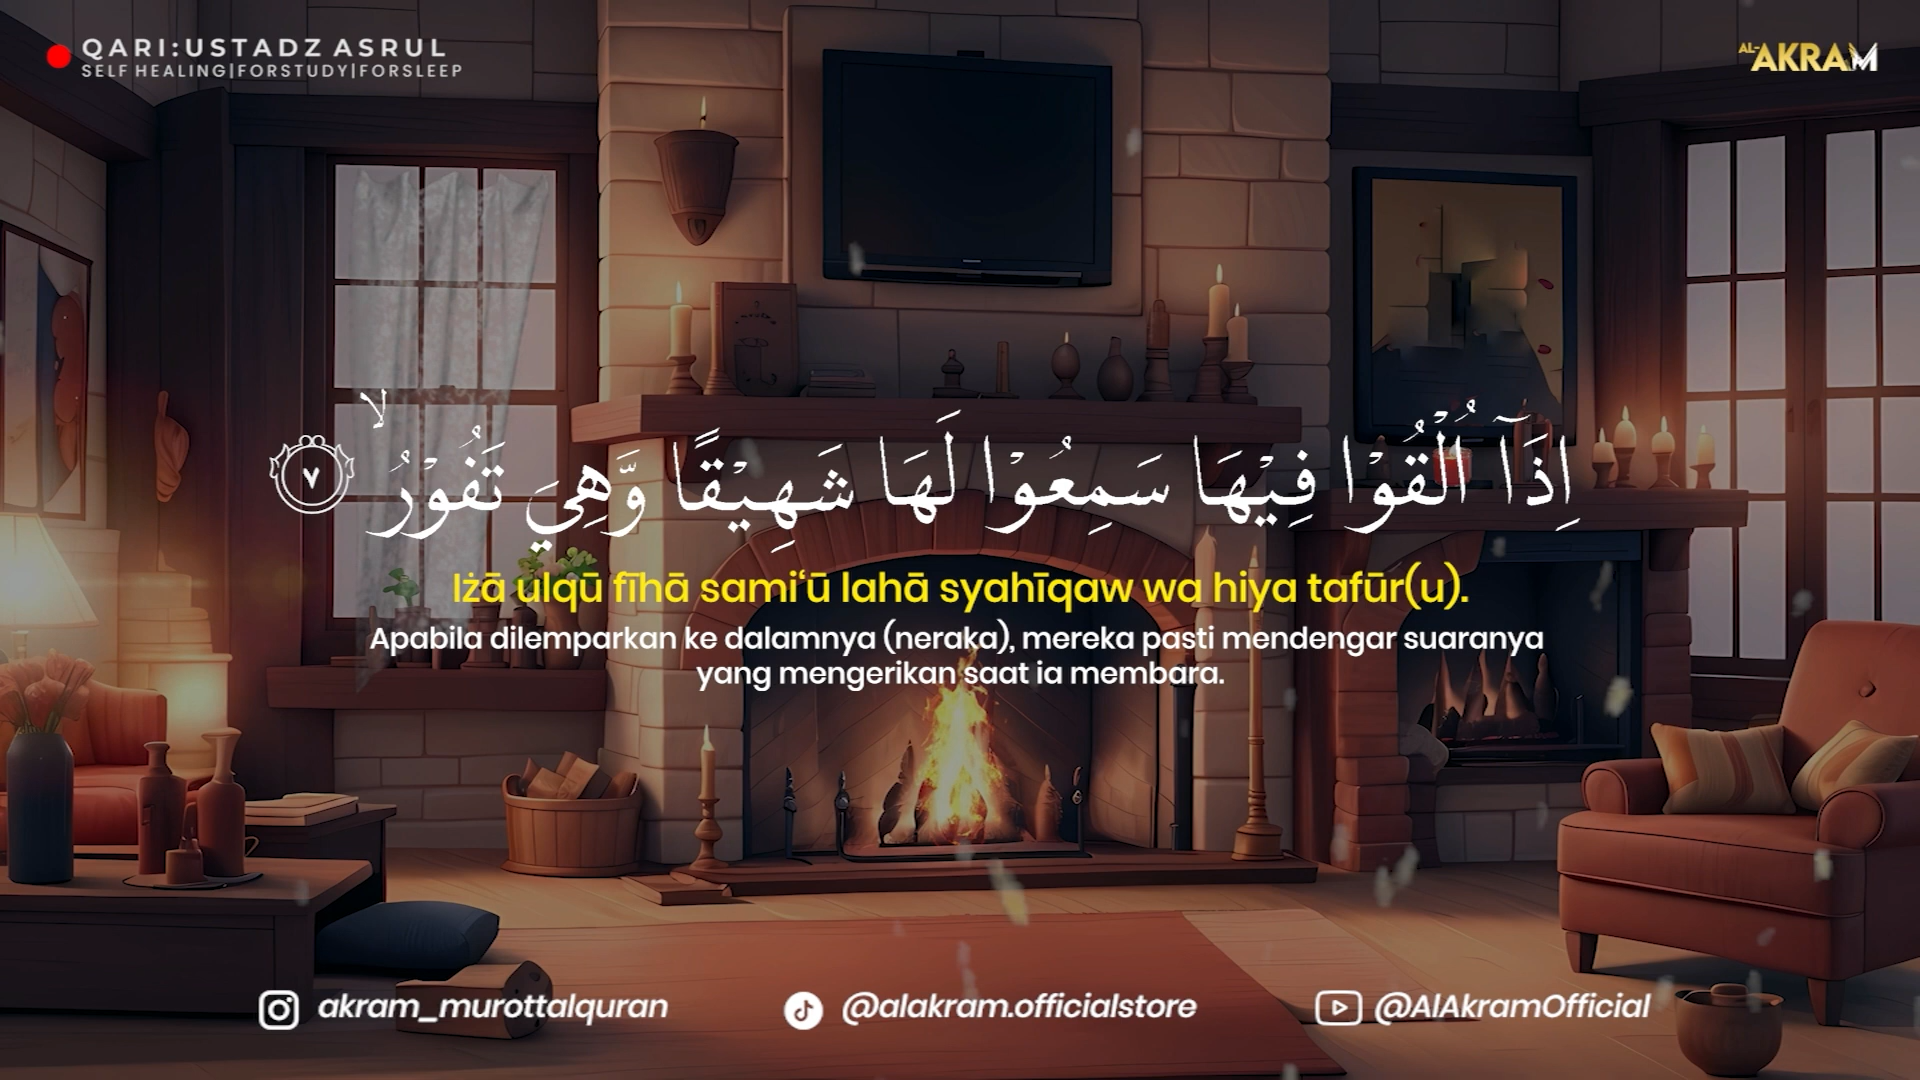 QARI:USTADZ ASRUL
SELF HEALING|FORSTUDY|FORSLEEP
AL-AKRAM
اِذَآ اُلْقُوْا فِيْهَا سَمِعُوْا لَهَا شَهِيْقًا وَّهِيَ تَفُوْرُۙ ٧
Iżā ulqū fīhā sami‘ū lahā syahīqaw wa hiya tafūr(u).
Apabila dilemparkan ke dalamnya (neraka), mereka pasti mendengar suaranya
yang mengerikan saat ia membara.
akram_murottalquran
@alakram.officialstore
@AlAkramOfficial